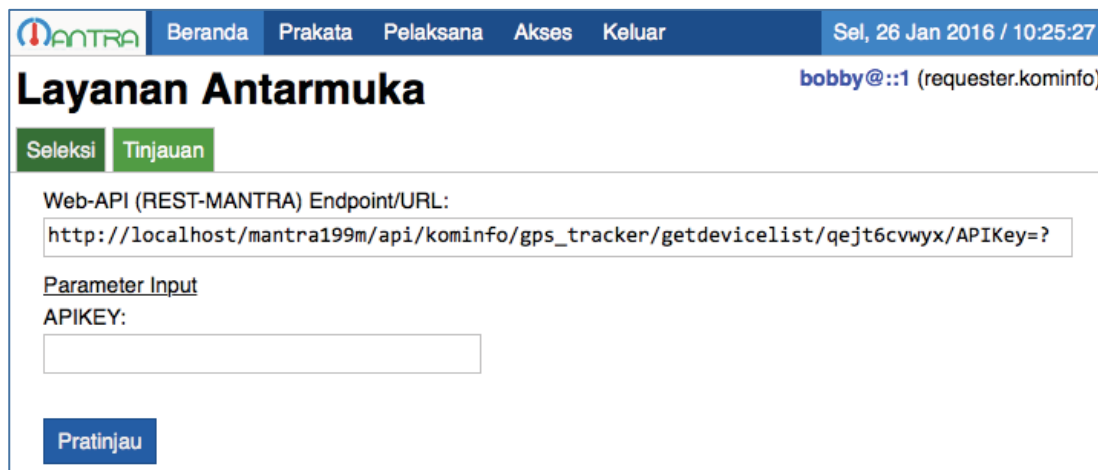 MANTRA Beranda Prakata Pelaksana Akses Keluar Sel, 26 Jan 2016 / 10:25:27
Layanan Antarmuka bobby@::1 (requester.kominfo)
Seleksi Tinjauan
Web-API (REST-MANTRA) Endpoint/URL:
http://localhost/mantra199m/api/kominfo/gps_tracker/getdevicelist/qejt6cvwyx/APIKey=?
Parameter Input
APIKEY:
Pratinjau